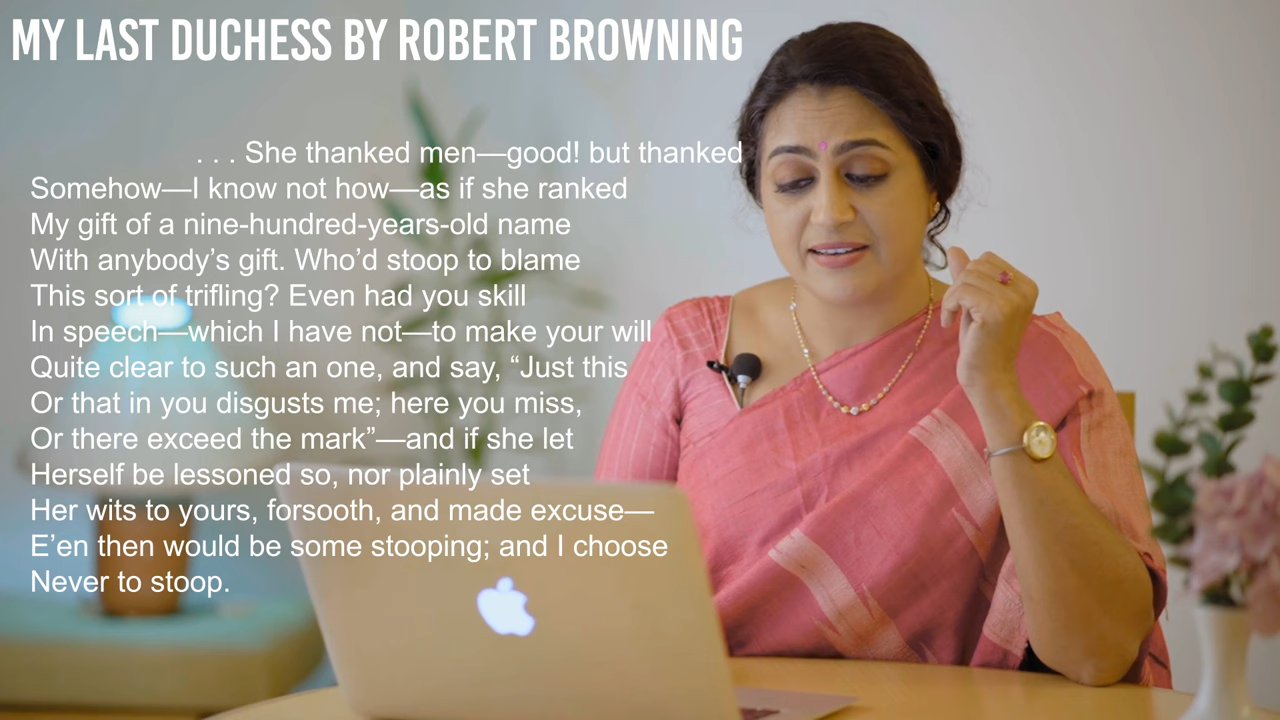 MY LAST DUCHESS BY ROBERT BROWNING
. . . She thanked men—good! but thanked
Somehow—I know not how—as if she ranked
My gift of a nine-hundred-years-old name
With anybody’s gift. Who’d stoop to blame
This sort of trifling? Even had you skill
In speech—which I have not—to make your will
Quite clear to such an one, and say, “Just this
Or that in you disgusts me; here you miss,
Or there exceed the mark”—and if she let
Herself be lessoned so, nor plainly set
Her wits to yours, forsooth, and made excuse—
E’en then would be some stooping; and I choose
Never to stoop.